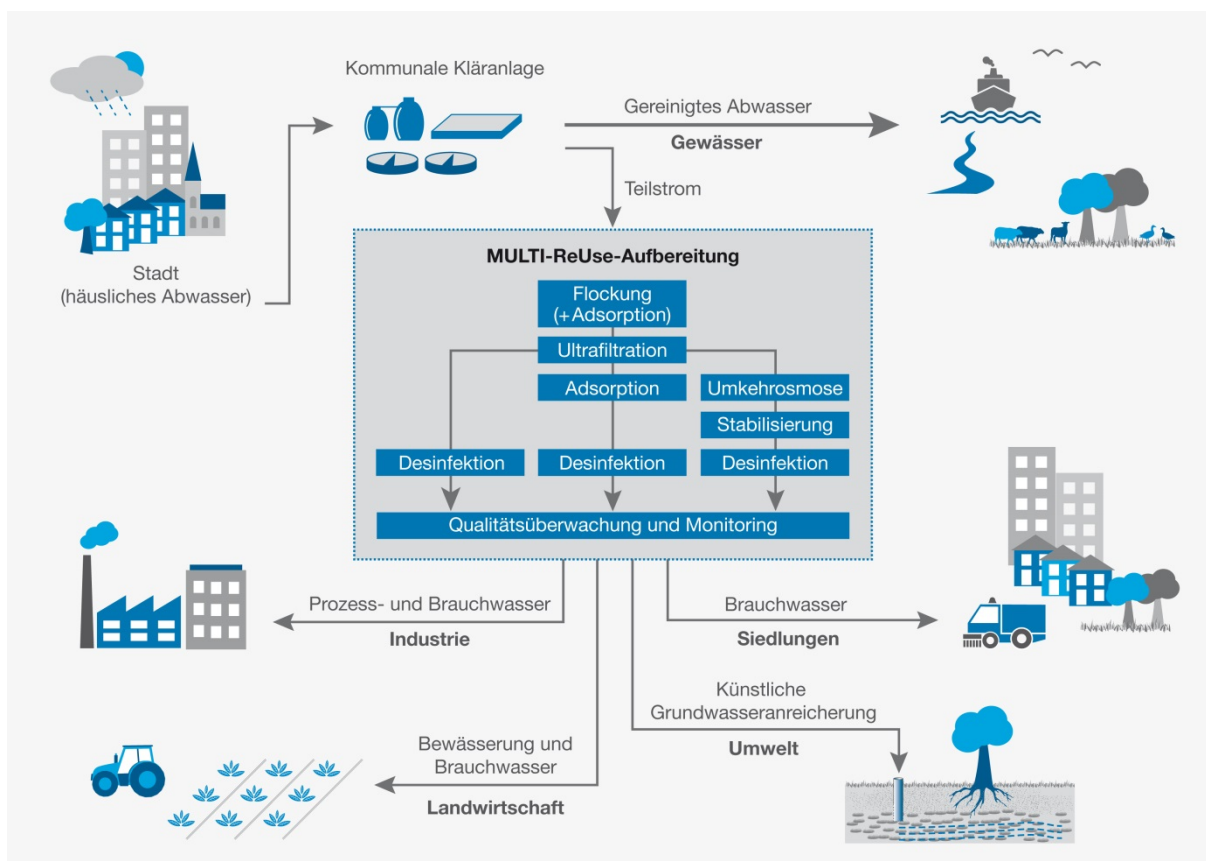 Kommunale Kläranlage
Gereinigtes Abwasser
Gewässer
Teilstrom
Stadt
(häusliches Abwasser)
MULTI-ReUse-Aufbereitung
Flockung
(+Adsorption)
Ultrafiltration
Adsorption
Umkehrosmose
Stabilisierung
Desinfektion
Desinfektion
Desinfektion
Qualitätsüberwachung und Monitoring
Prozess- und Brauchwasser
Industrie
Brauchwasser
Siedlungen
Künstliche
Grundwasseranreicherung
Umwelt
Bewässerung und
Brauchwasser
Landwirtschaft